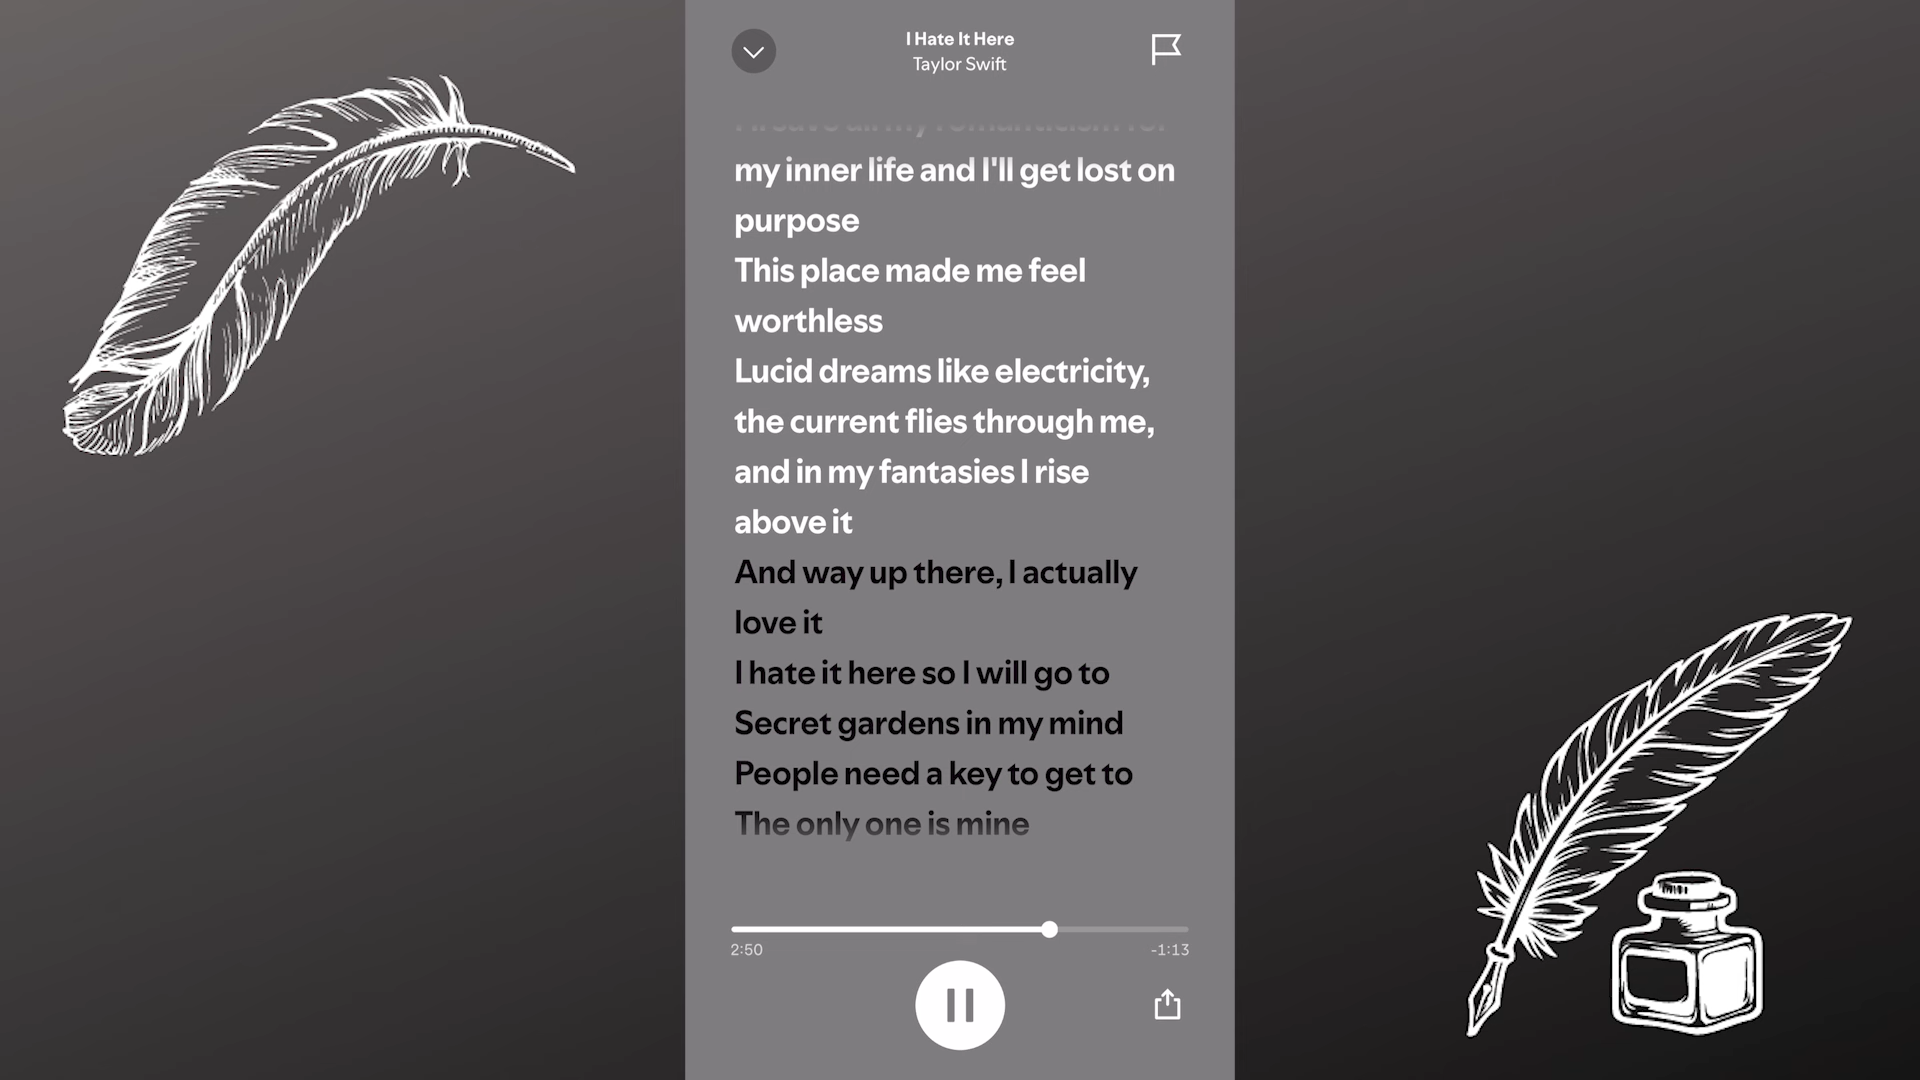 I Hate It Here
Taylor Swift
my inner life and I'll get lost on
purpose
This place made me feel
worthless
Lucid dreams like electricity,
the current flies through me,
and in my fantasies I rise
above it
And way up there, I actually
love it
I hate it here so I will go to
Secret gardens in my mind
People need a key to get to
The only one is mine
2:50
-1:13